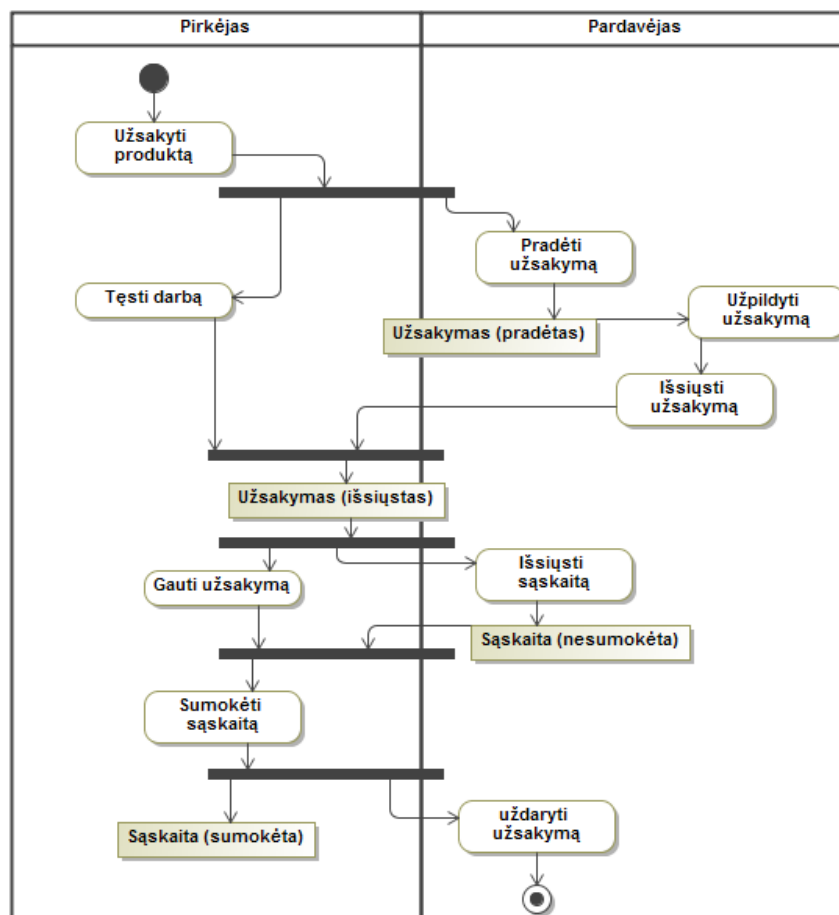 Pirkėjas
Pardavėjas
Užsakyti
produktą
Pradėti
užsakymą
Tęsti darbą
Užpildyti
užsakymą
Užsakymas (pradėtas)
Išsiųsti
užsakymą
Užsakymas (išsiųstas)
Gauti užsakymą
Išsiųsti
sąskaitą
Sąskaita (nesumokėta)
Sumokėti
sąskaitą
Sąskaita (sumokėta)
uždaryti
užsakymą